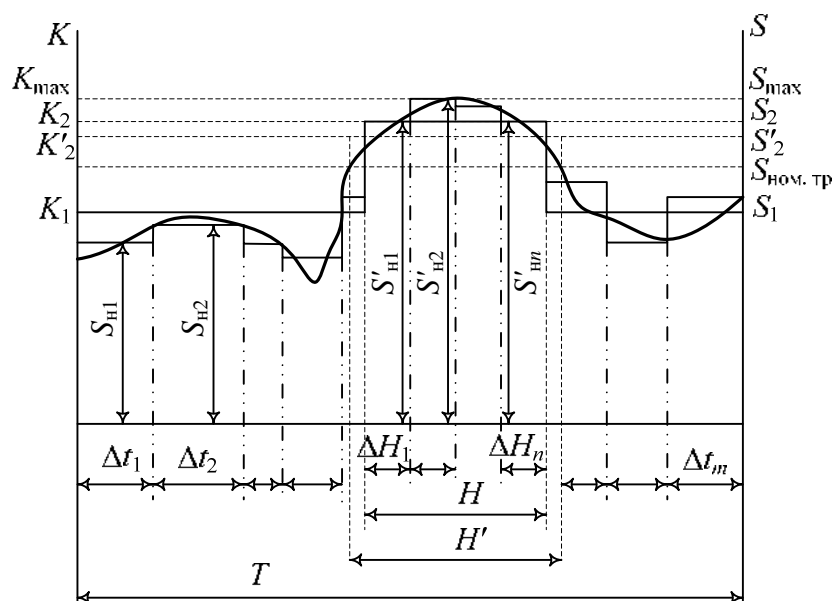 K
S
K_max
S_max
K_2
S_2
K'_2
S'_2
S_ном. тр
K_1
S_1
S_н1
S_н2
S'_н1
S'_н2
S'_нn
Δt_1
Δt_2
ΔH_1
ΔH_n
Δt_m
H
H'
T